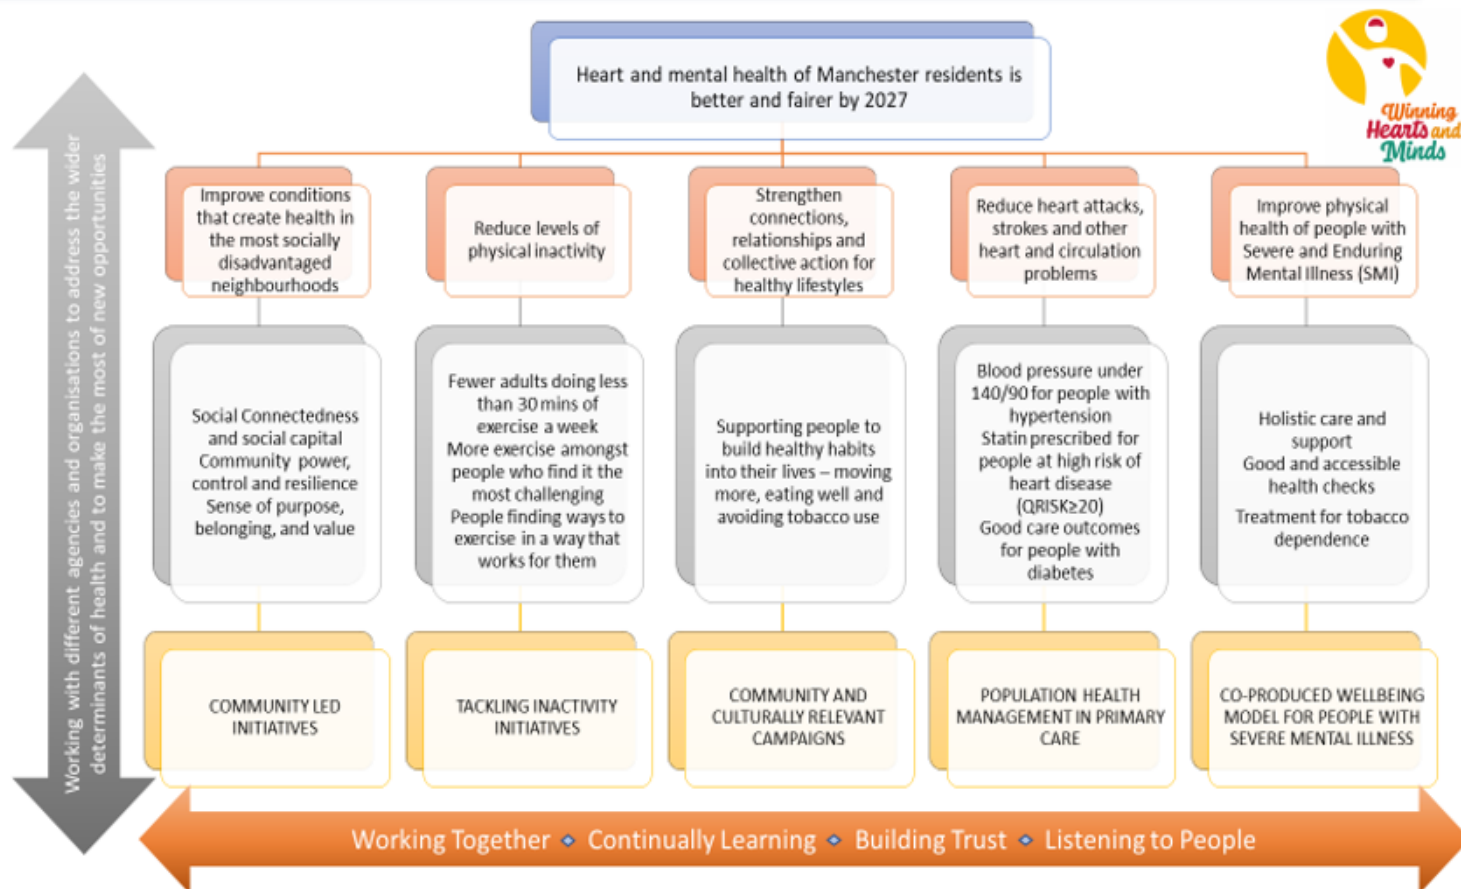 Heart and mental health of Manchester residents is
better and fairer by 2027
Winning
Hearts and
Minds
Working with different agencies and organisations to address the wider
determinants of health and to make the most of new opportunities
Improve conditions
that create health in
the most socially
disadvantaged
neighbourhoods
Reduce levels of
physical inactivity
Strengthen
connections,
relationships and
collective action for
healthy lifestyles
Reduce heart attacks,
strokes and other
heart and circulation
problems
Improve physical
health of people with
Severe and Enduring
Mental Illness (SMI)
Social Connectedness
and social capital
Community power,
control and resilience
Sense of purpose,
belonging, and value
Fewer adults doing less
than 30 mins of
exercise a week
More exercise amongst
people who find it the
most challenging
People finding ways to
exercise in a way that
works for them
Supporting people to
build healthy habits
into their lives – moving
more, eating well and
avoiding tobacco use
Blood pressure under
140/90 for people with
hypertension
Statin prescribed for
people at high risk of
heart disease
(QRISK≥20)
Good care outcomes
for people with
diabetes
Holistic care and
support
Good and accessible
health checks
Treatment for tobacco
dependence
COMMUNITY LED
INITIATIVES
TACKLING INACTIVITY
INITIATIVES
COMMUNITY AND
CULTURALLY RELEVANT
CAMPAIGNS
POPULATION HEALTH
MANAGEMENT IN PRIMARY
CARE
CO-PRODUCED WELLBEING
MODEL FOR PEOPLE WITH
SEVERE MENTAL ILLNESS
Working Together ⬥ Continually Learning ⬥ Building Trust ⬥ Listening to People